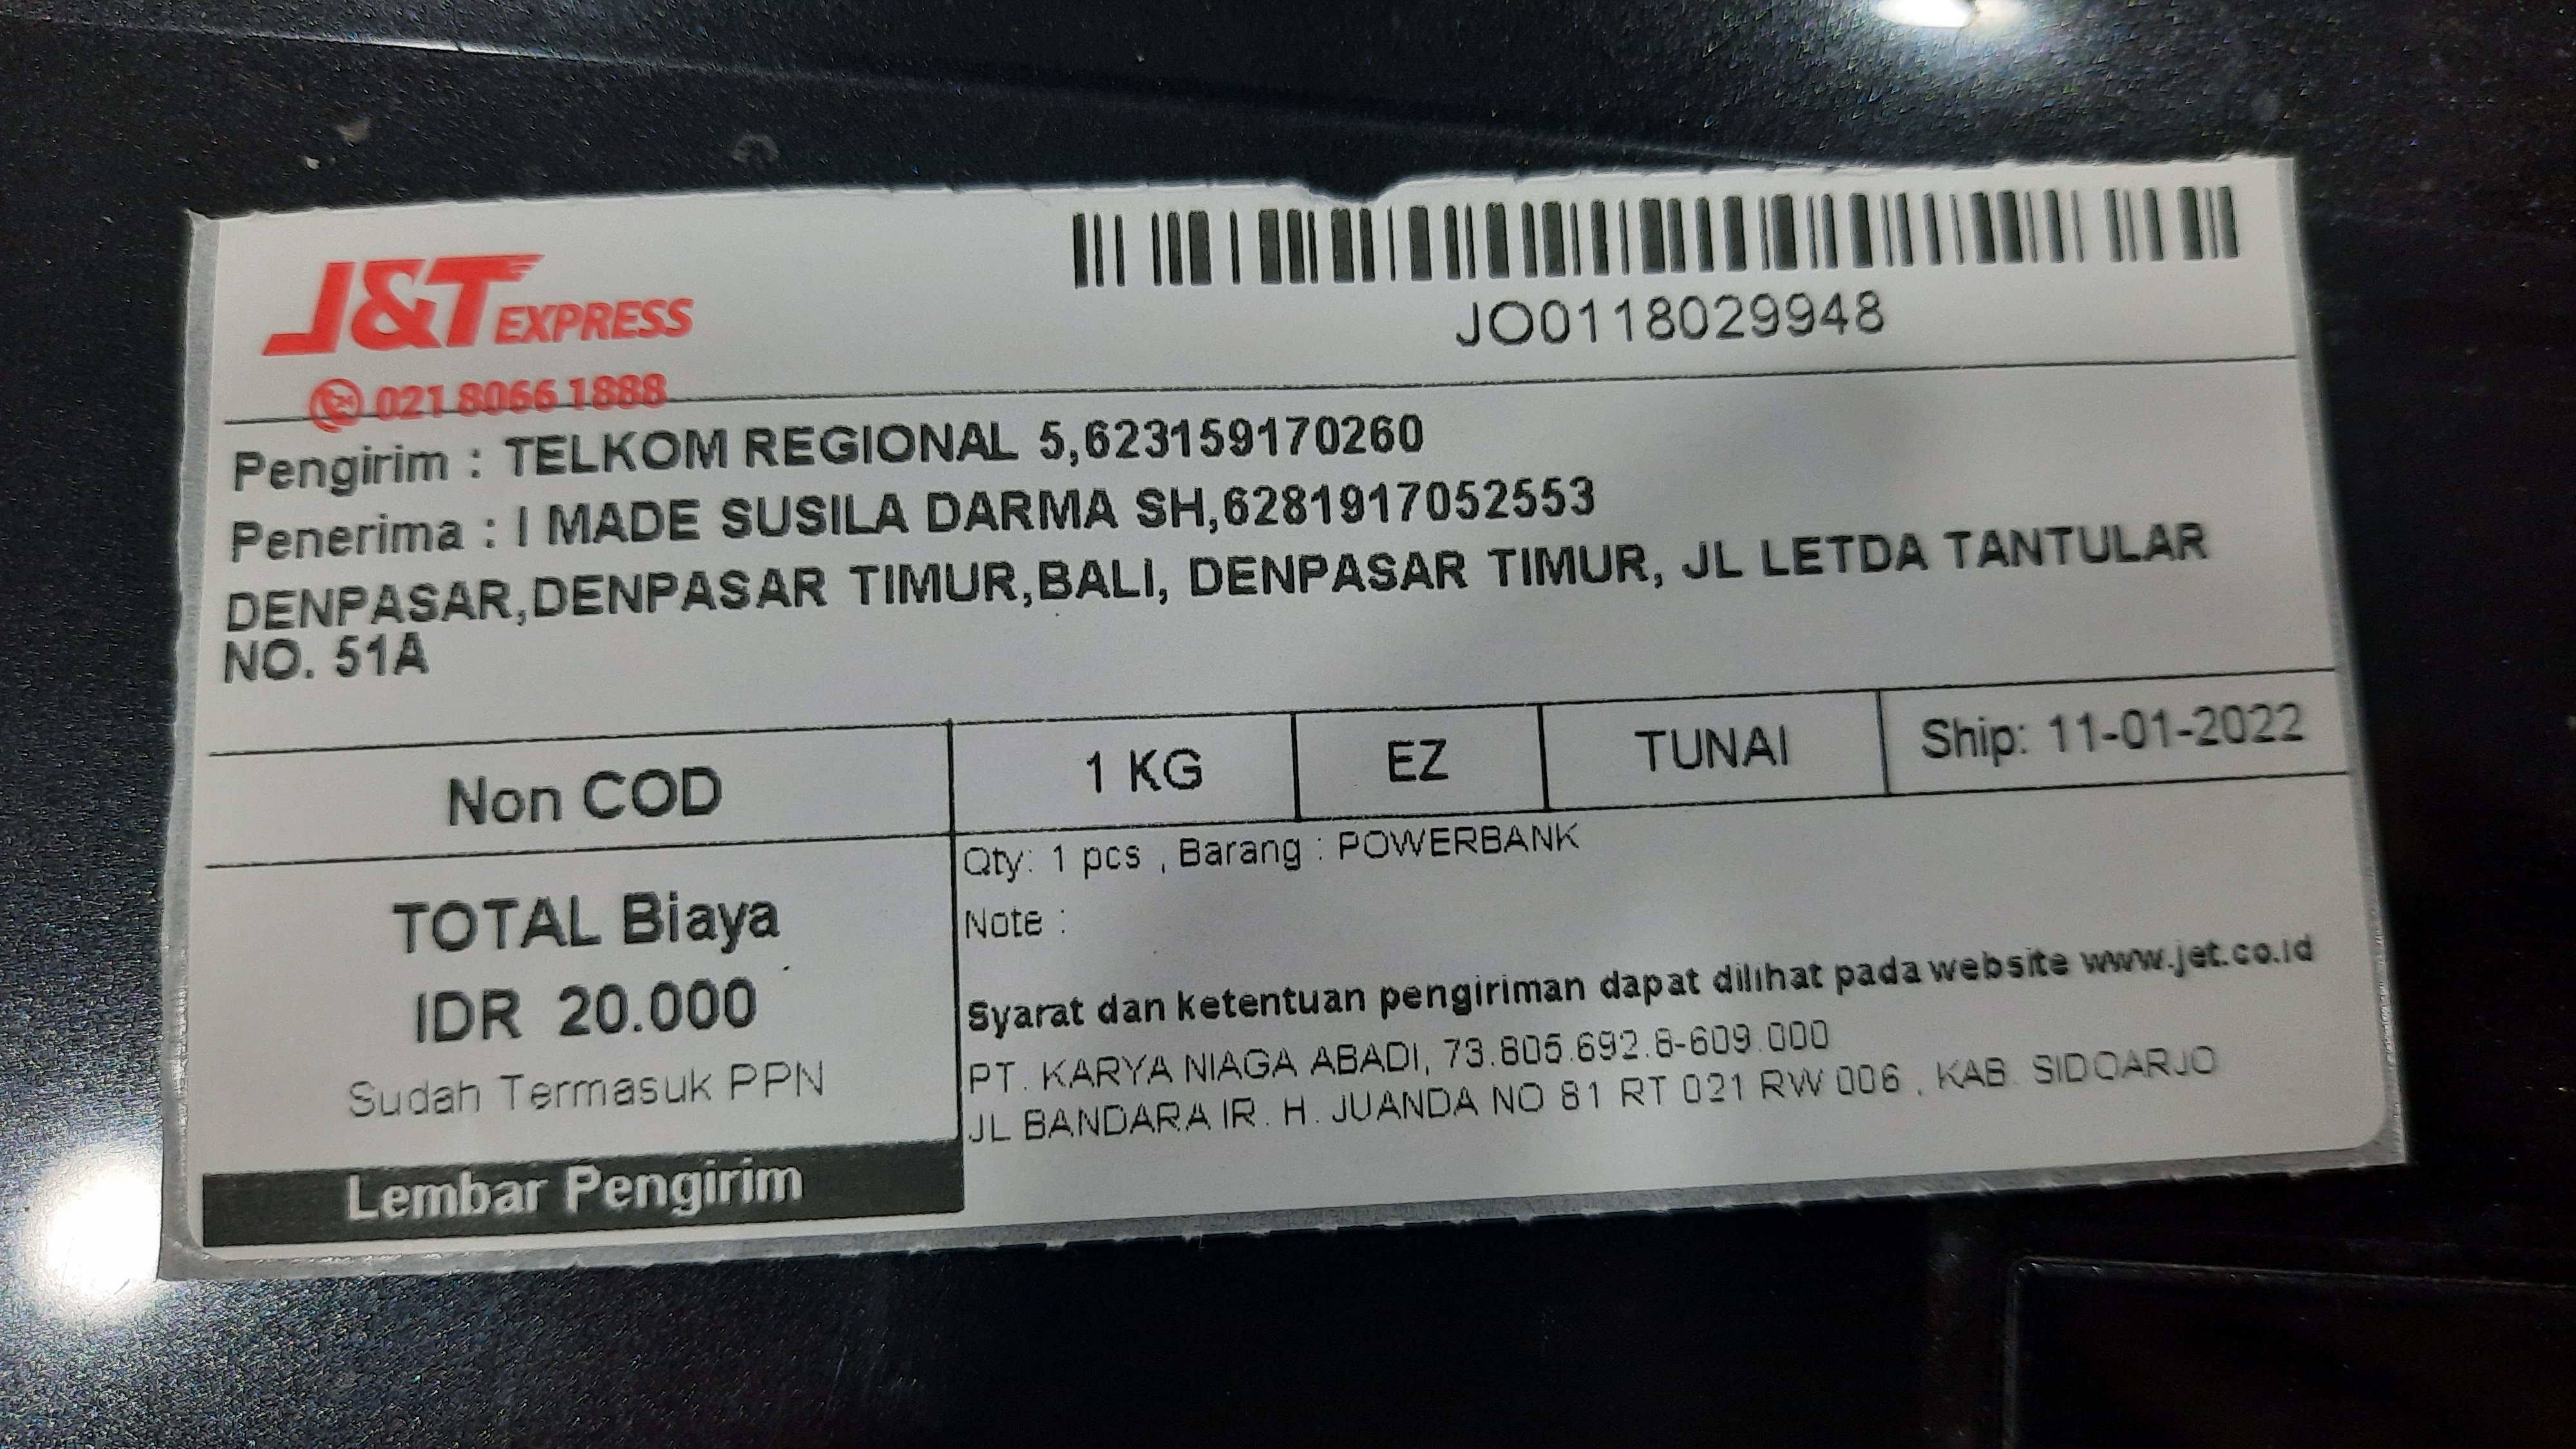 J&T EXPRESS
021 8066 1888
JO0118029948
Pengirim : TELKOM REGIONAL 5,623159170260
Penerima : I MADE SUSILA DARMA SH,6281917052553
DENPASAR,DENPASAR TIMUR,BALI, DENPASAR TIMUR, JL LETDA TANTULAR
NO. 51A
Non COD 1 KG EZ TUNAI Ship: 11-01-2022
TOTAL Biaya
IDR 20.000
Sudah Termasuk PPN
Lembar Pengirim
Qty: 1 pcs , Barang : POWERBANK
Note :
Syarat dan ketentuan pengiriman dapat dilihat pada website www.jet.co.id
PT. KARYA NIAGA ABADI, 73.805.692.8-609.000
JL BANDARA IR. H. JUANDA NO 81 RT 021 RW 006 , KAB. SIDOARJO